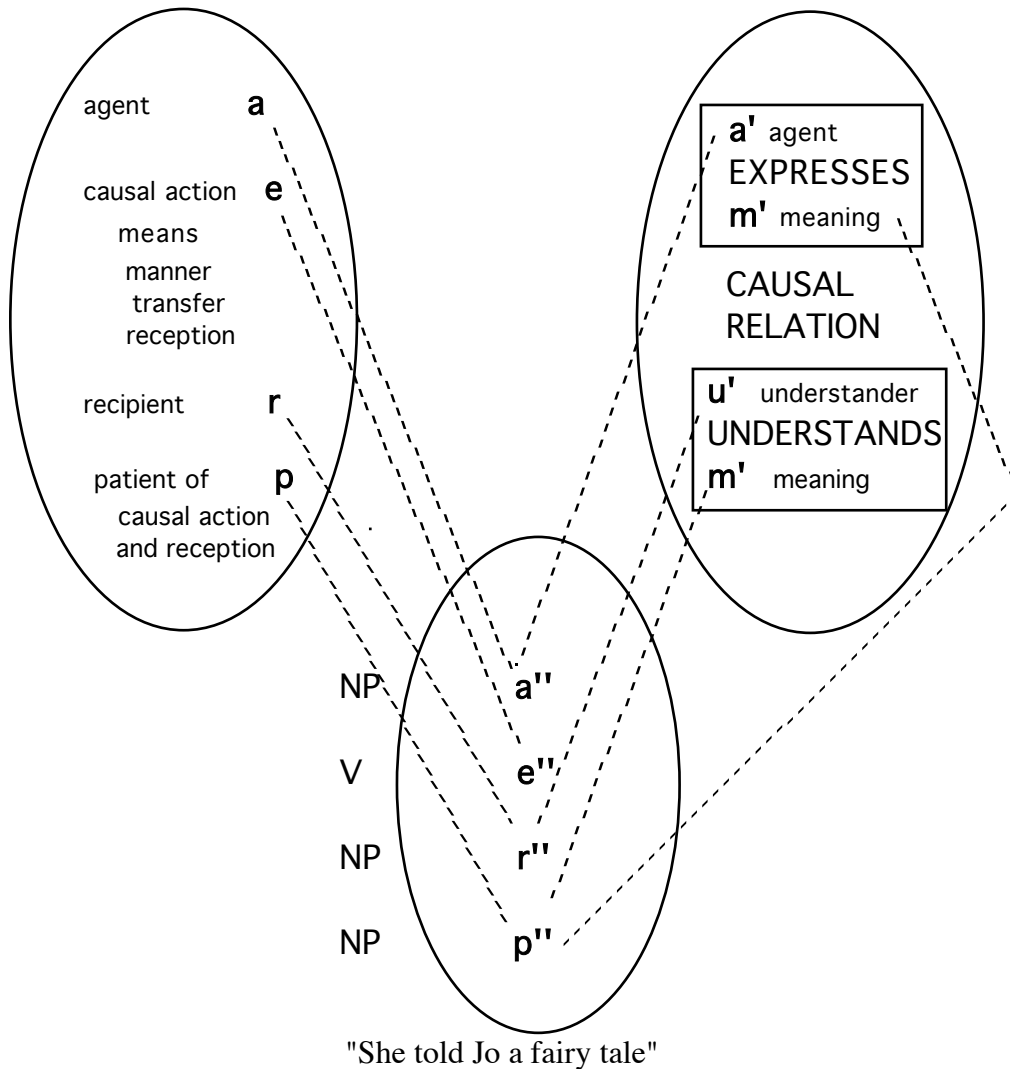 agent a
causal action e
means
manner
transfer
reception
recipient r
patient of p
causal action
and reception
a' agent
EXPRESSES
m' meaning
CAUSAL
RELATION
u' understander
UNDERSTANDS
m' meaning
NP a''
V e''
NP r''
NP p''
"She told Jo a fairy tale"